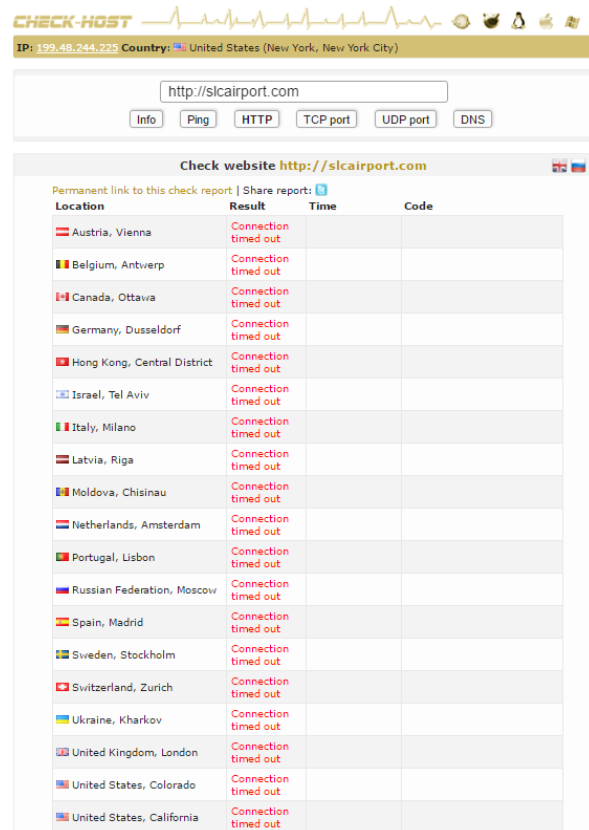 CHECK-HOST
IP: 199.48.244.225 Country: United States (New York, New York City)
http://slcairport.com
Info Ping HTTP TCP port UDP port DNS
Check website http://slcairport.com
Permanent link to this check report | Share report:
Location Result Time Code
Austria, Vienna Connection
timed out
Belgium, Antwerp Connection
timed out
Canada, Ottawa Connection
timed out
Germany, Dusseldorf Connection
timed out
Hong Kong, Central District Connection
timed out
Israel, Tel Aviv Connection
timed out
Italy, Milano Connection
timed out
Latvia, Riga Connection
timed out
Moldova, Chisinau Connection
timed out
Netherlands, Amsterdam Connection
timed out
Portugal, Lisbon Connection
timed out
Russian Federation, Moscow Connection
timed out
Spain, Madrid Connection
timed out
Sweden, Stockholm Connection
timed out
Switzerland, Zurich Connection
timed out
Ukraine, Kharkov Connection
timed out
United Kingdom, London Connection
timed out
United States, Colorado Connection
timed out
United States, California Connection
timed out